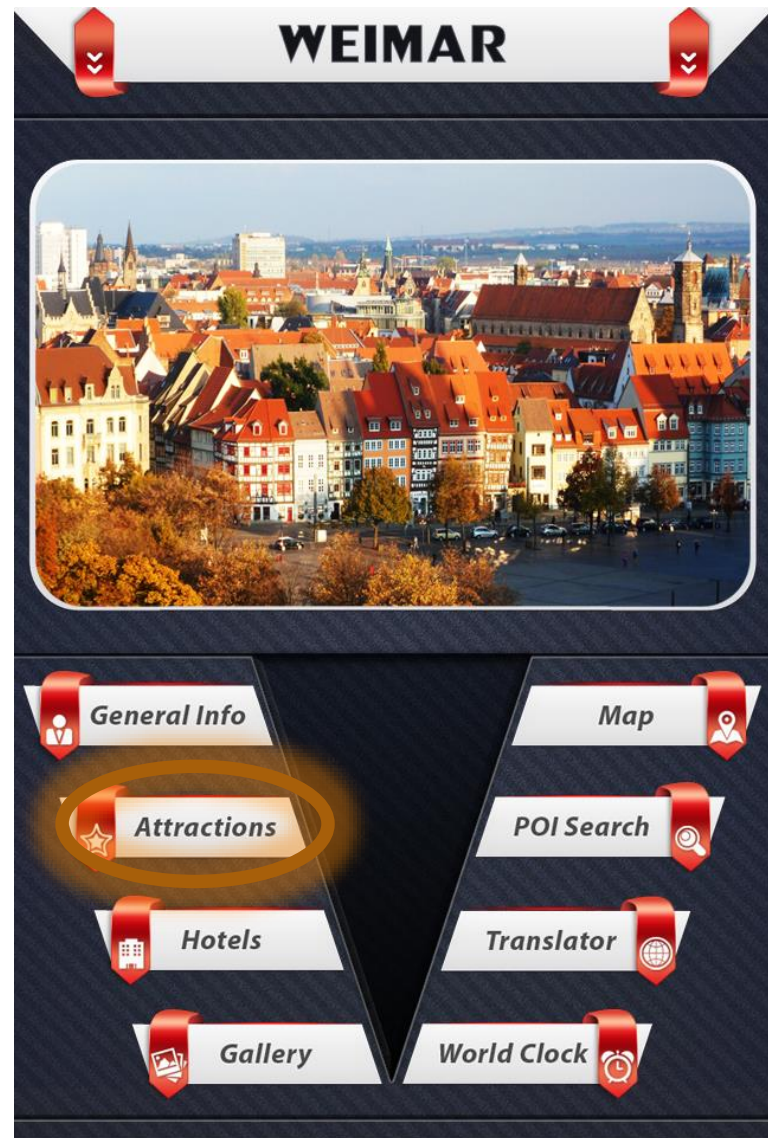 WEIMAR
General Info
Map
Attractions
POI Search
Hotels
Translator
Gallery
World Clock